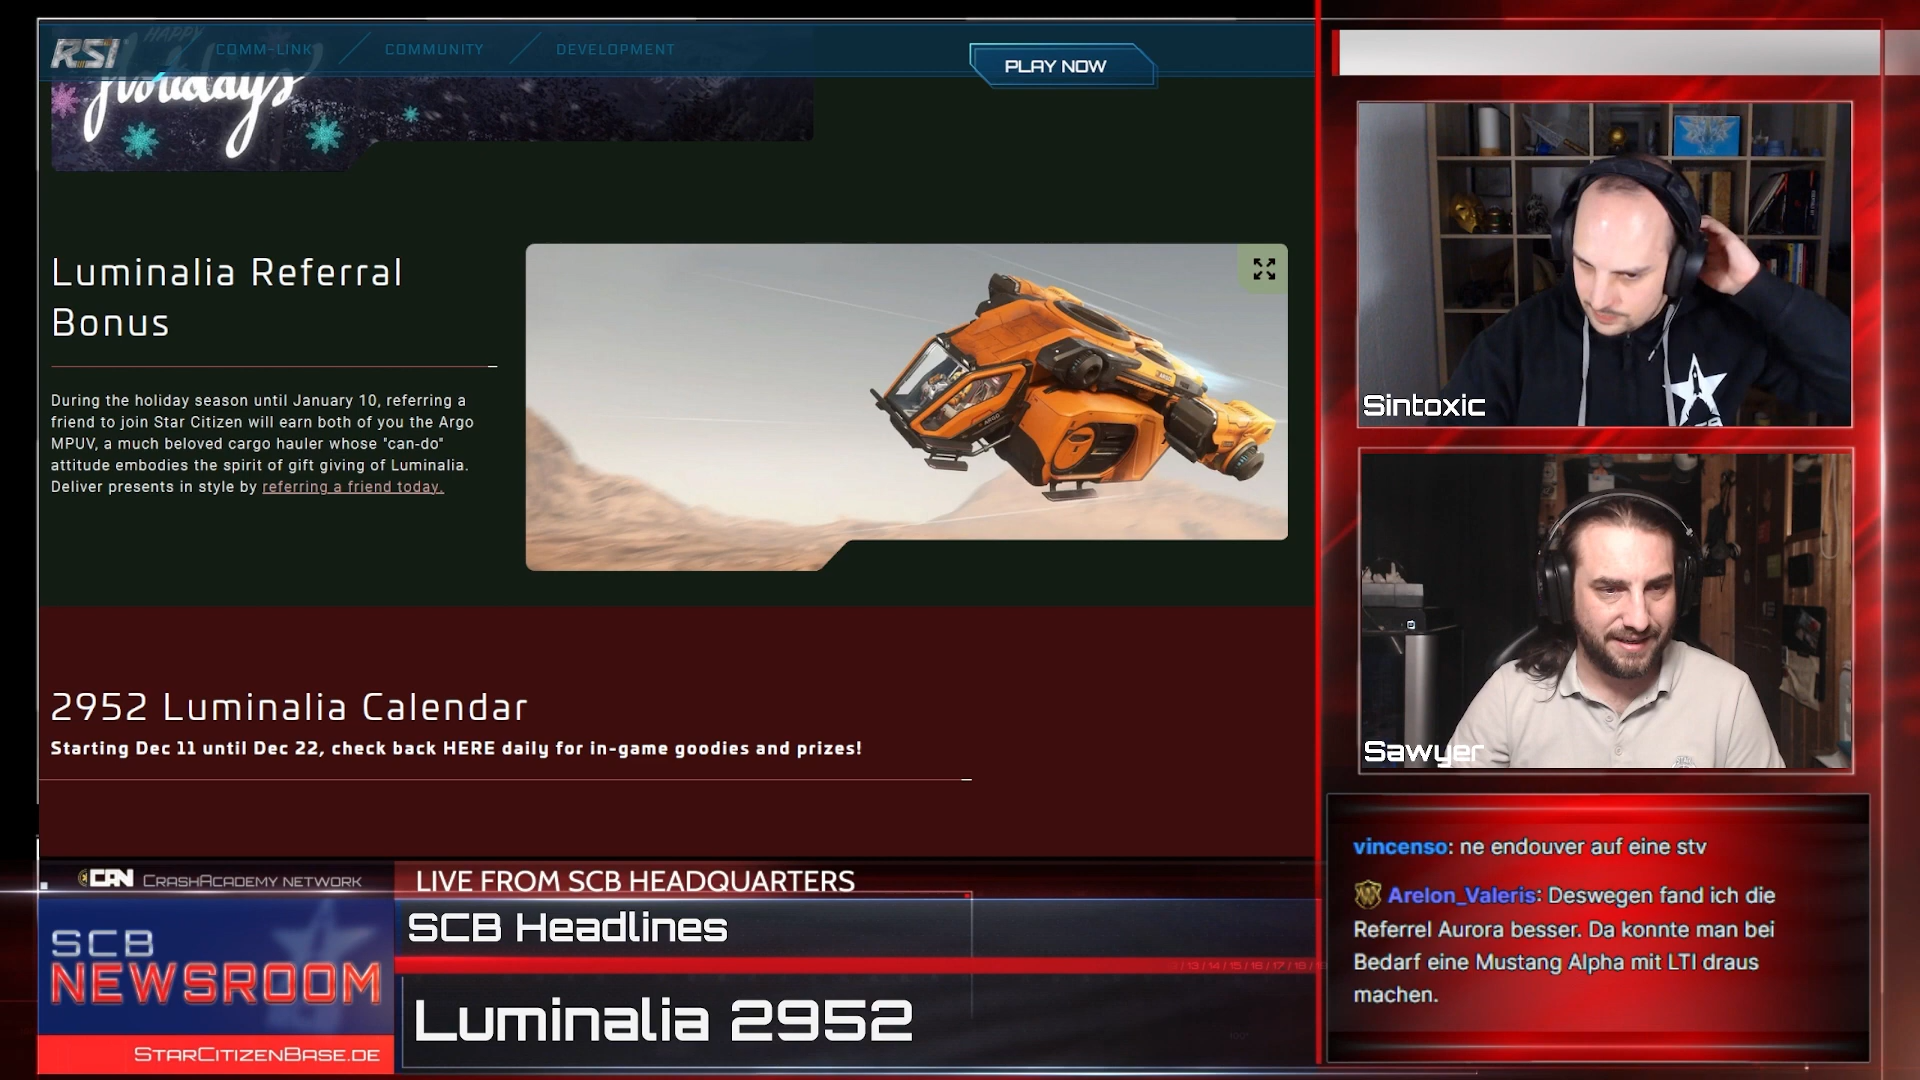 RSI
HAPPY
Holidays
COMM-LINK
COMMUNITY
DEVELOPMENT
PLAY NOW
Luminalia Referral
Bonus
During the holiday season until January 10, referring a
friend to join Star Citizen will earn both of you the Argo
MPUV, a much beloved cargo hauler whose "can-do"
attitude embodies the spirit of gift giving of Luminalia.
Deliver presents in style by referring a friend today.
2952 Luminalia Calendar
Starting Dec 11 until Dec 22, check back HERE daily for in-game goodies and prizes!
Sintoxic
Sawyer
vincenso: ne endouver auf eine stv
Arelon_Valeris: Deswegen fand ich die
Referrel Aurora besser. Da konnte man bei
Bedarf eine Mustang Alpha mit LTI draus
machen.
CAN CRASHACADEMY NETWORK
LIVE FROM SCB HEADQUARTERS
SCB Headlines
SCB
NEWSROOM
Luminalia 2952
STARCITIZENBASE.DE